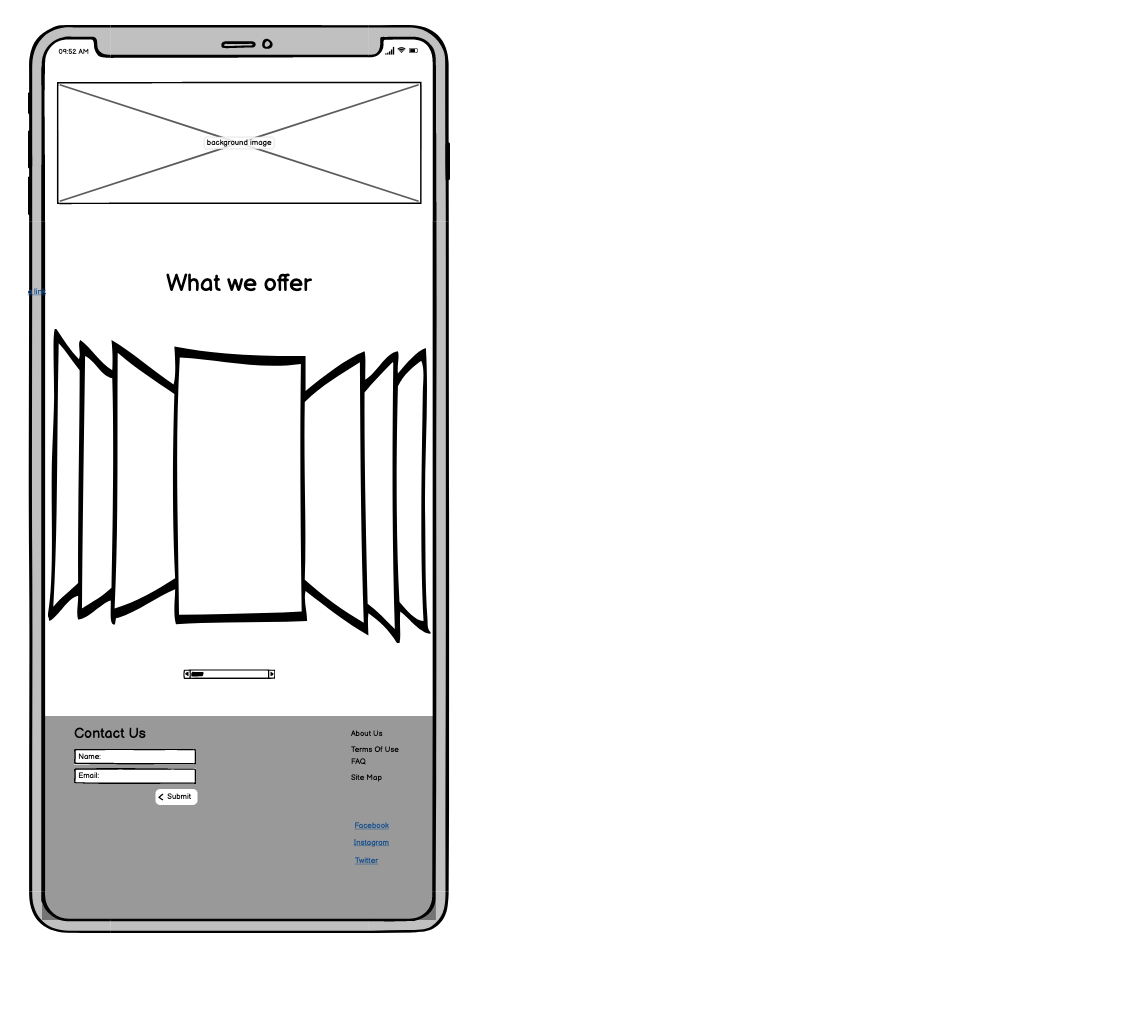 09:52 AM
background image
What we offer
a link
Contact Us
Name:
Email:
Submit
About Us
Terms Of Use
FAQ
Site Map
Facebook
Instagram
Twitter